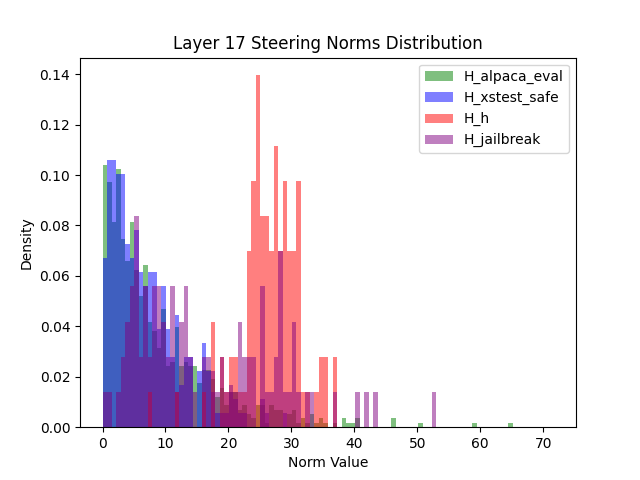 Layer 17 Steering Norms Distribution
H_alpaca_eval
H_xstest_safe
H_h
H_jailbreak
0.14
0.12
0.10
0.08
0.06
0.04
0.02
0.00
Density
0 10 20 30 40 50 60 70
Norm Value